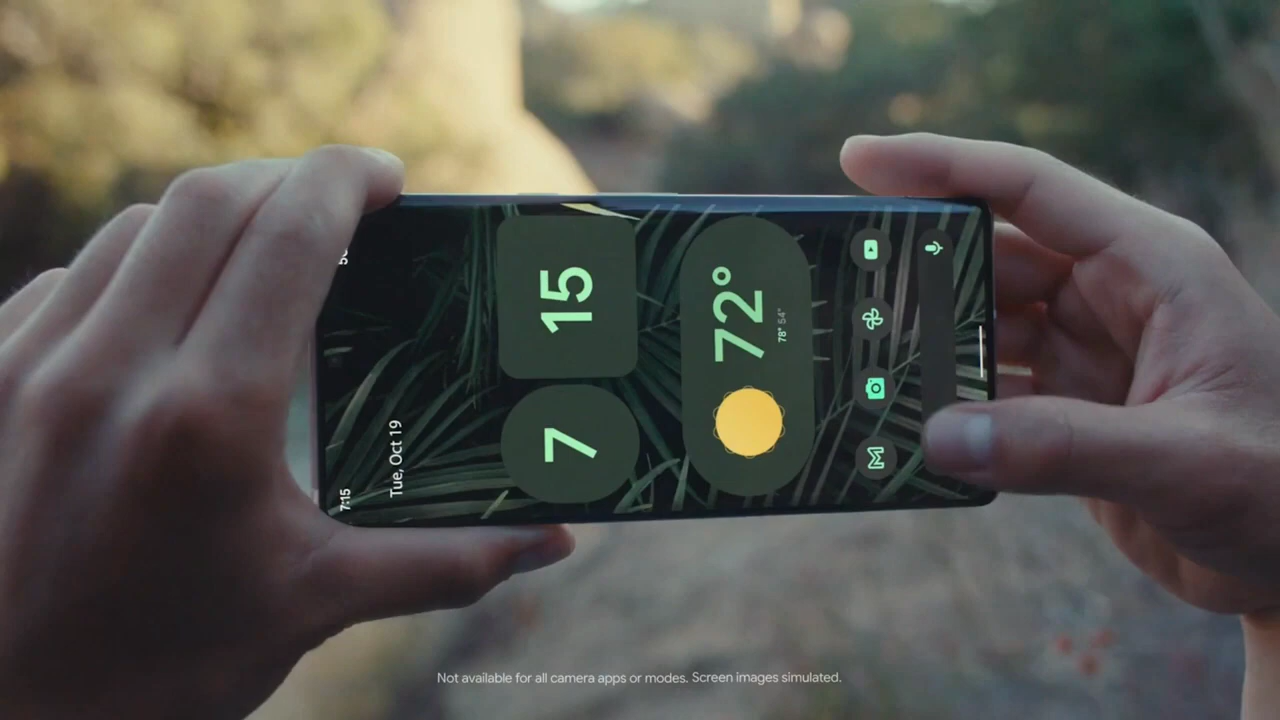 7:15
Tue, Oct 19
7 15
72°
78° 54°
Not available for all camera apps or modes. Screen images simulated.